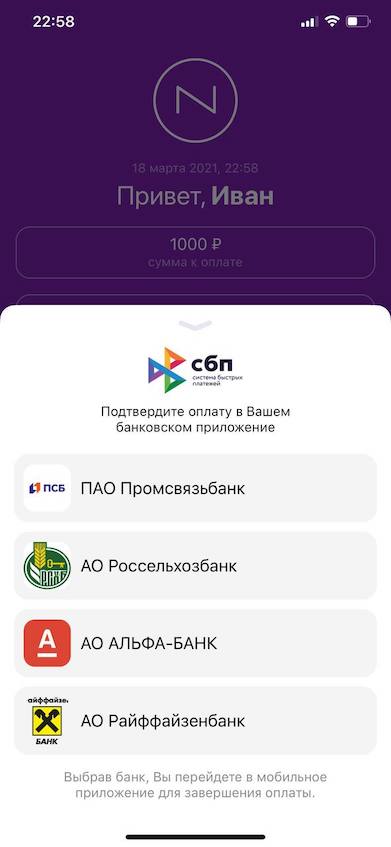 22:58
18 марта 2021, 22:58
Привет, Иван
1000 ₽
сумма к оплате
сбп
система быстрых
платежей
Подтвердите оплату в Вашем
банковском приложение
ПСБ
ПАО Промсвязьбанк
РСХБ
АО Россельхозбанк
А
АО АЛЬФА-БАНК
айффайзе
БАНК
АО Райффайзенбанк
Выбрав банк, Вы перейдете в мобильное
приложение для завершения оплаты.